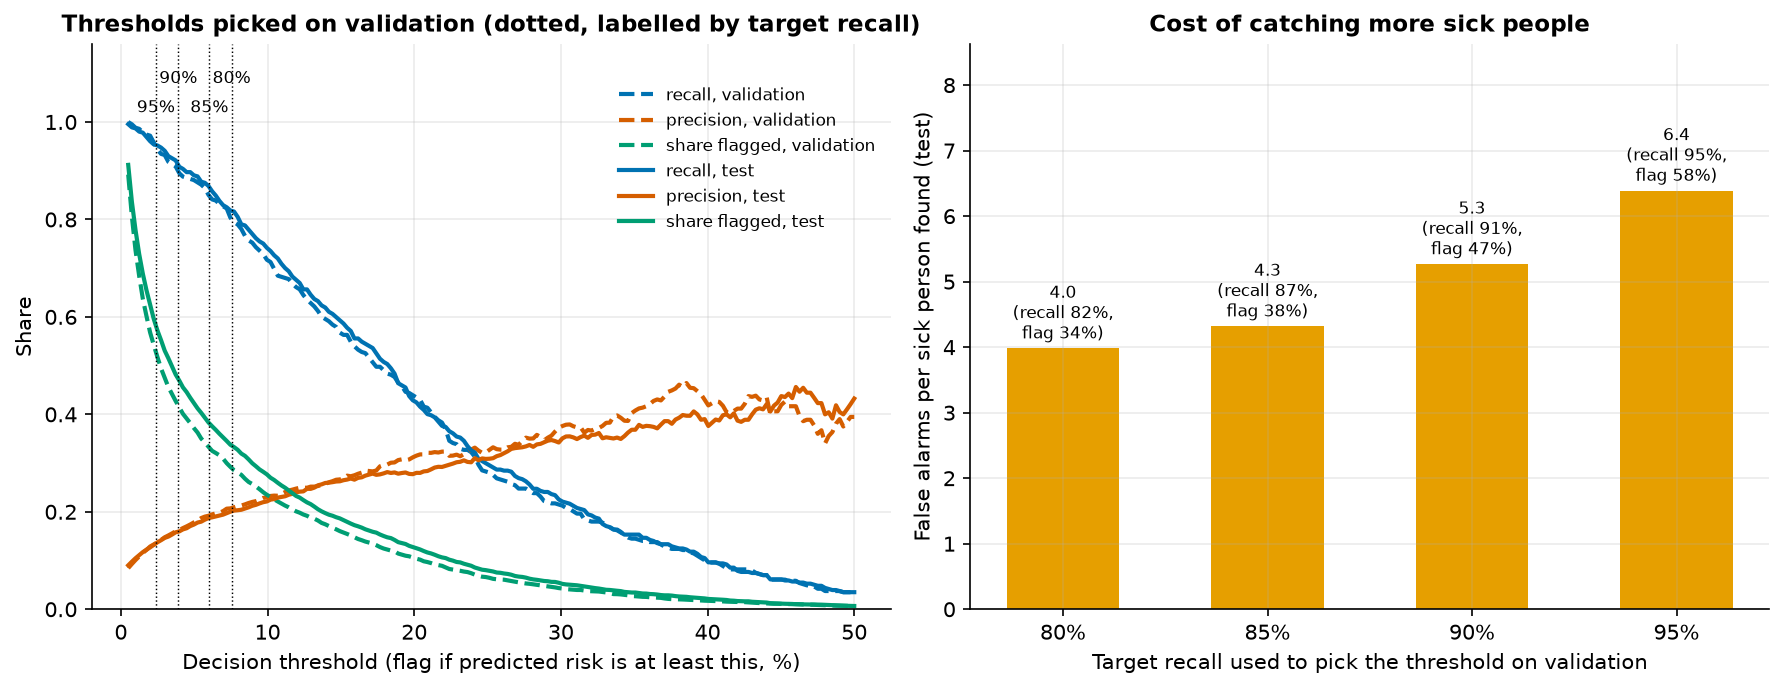 Thresholds picked on validation (dotted, labelled by target recall)
90%
80%
95%
85%
recall, validation
precision, validation
share flagged, validation
recall, test
precision, test
share flagged, test
Share
1.0
0.8
0.6
0.4
0.2
0.0
0
10
20
30
40
50
Decision threshold (flag if predicted risk is at least this, %)
Cost of catching more sick people
False alarms per sick person found (test)
8
7
6
5
4
3
2
1
0
4.0
(recall 82%,
flag 34%)
4.3
(recall 87%,
flag 38%)
5.3
(recall 91%,
flag 47%)
6.4
(recall 95%,
flag 58%)
80%
85%
90%
95%
Target recall used to pick the threshold on validation